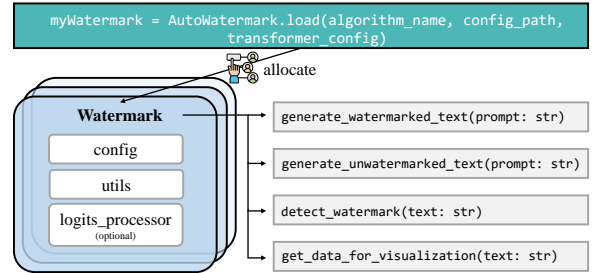 myWatermark = AutoWatermark.load(algorithm_name, config_path,
transformer_config)
allocate
Watermark
config
utils
logits_processor
(optional)
generate_watermarked_text(prompt: str)
generate_unwatermarked_text(prompt: str)
detect_watermark(text: str)
get_data_for_visualization(text: str)